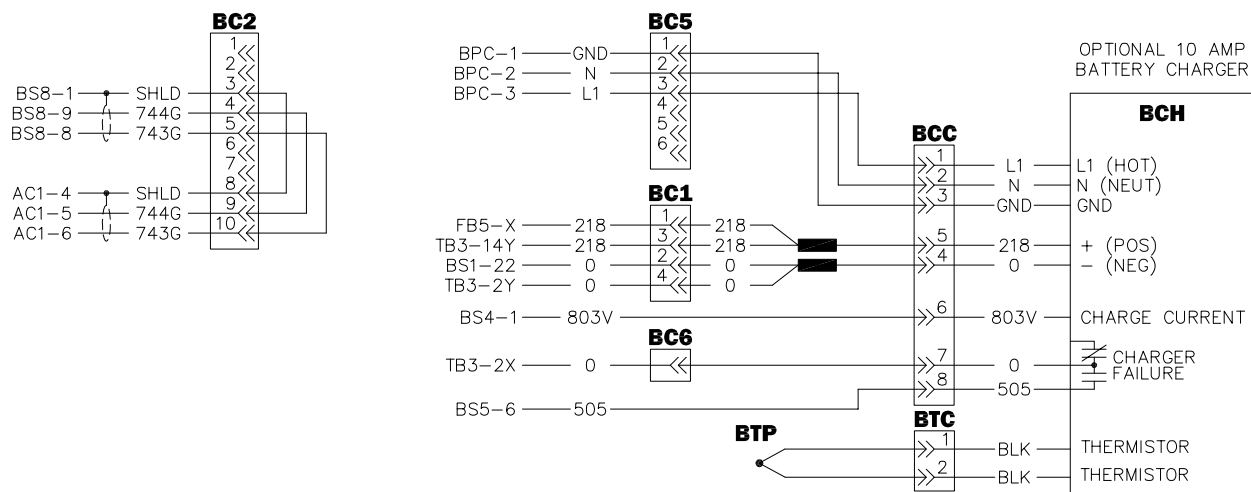 BC2
1
2
BS8-1 SHLD 3
BS8-9 744G 4
BS8-8 743G 5
6
7
AC1-4 SHLD 8
AC1-5 744G 9
AC1-6 743G 10
BC5
BPC-1 GND 1
BPC-2 N 2
BPC-3 L1 3
4
5
6
BC1
FB5-X 218 1 218
TB3-14Y 218 3 218
BS1-22 0 2 0
TB3-2Y 0 4 0
BS4-1 803V
BC6
TB3-2X 0
BS5-6 505
BTP
OPTIONAL 10 AMP
BATTERY CHARGER
BCH
BCC
1 L1 L1 (HOT)
2 N N (NEUT)
3 GND GND
5 218 + (POS)
4 0 - (NEG)
6 803V CHARGE CURRENT
7 0 CHARGER
FAILURE
8 505
BTC
1 BLK THERMISTOR
2 BLK THERMISTOR